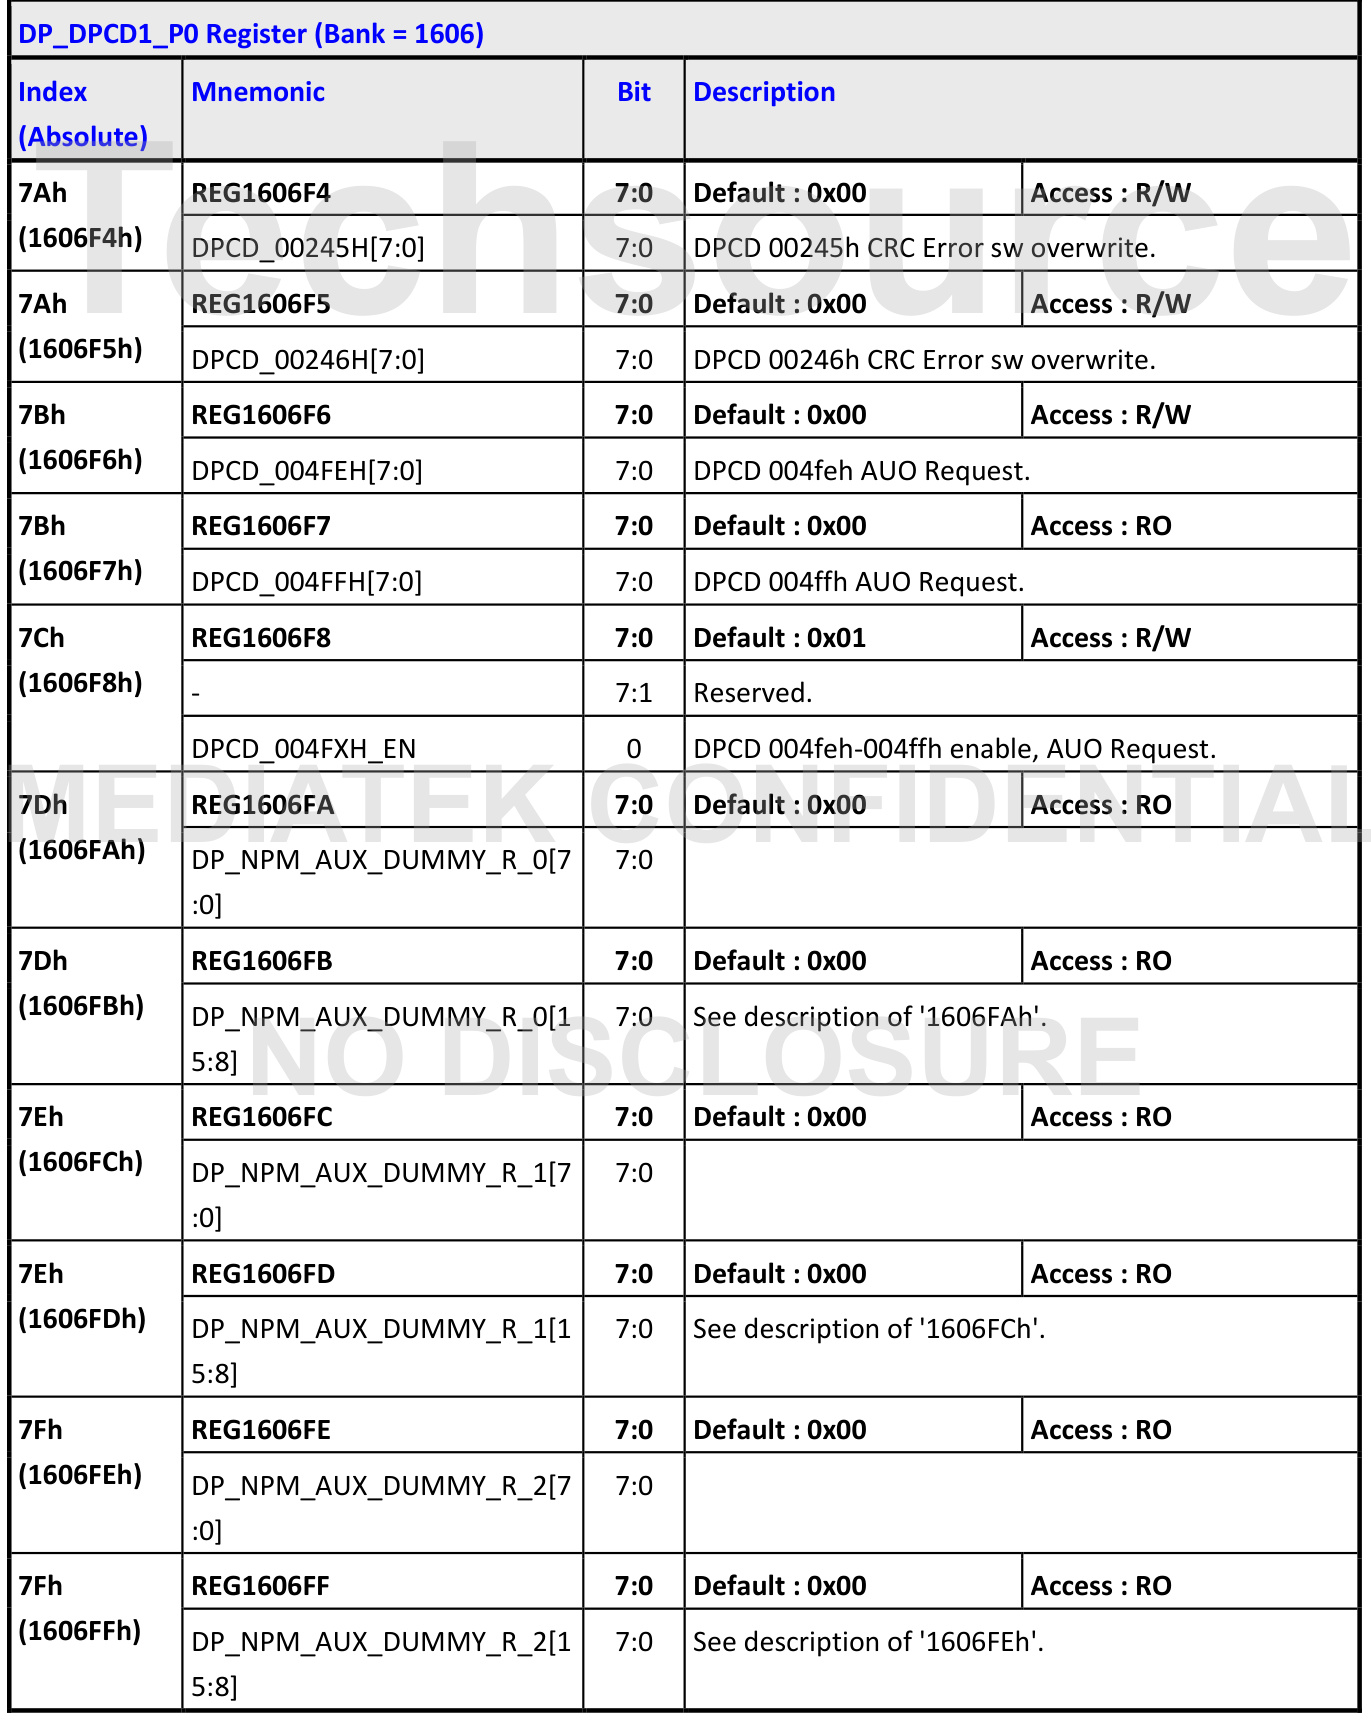 DP_DPCD1_P0 Register (Bank = 1606)
Index Mnemonic Bit Description
(Absolute)
7Ah REG1606F4 7:0 Default : 0x00 Access : R/W
(1606F4h) DPCD_00245H[7:0] 7:0 DPCD 00245h CRC Error sw overwrite.
Techsource
7Ah REG1606F5 7:0 Default : 0x00 Access : R/W
(1606F5h) DPCD_00246H[7:0] 7:0 DPCD 00246h CRC Error sw overwrite.
7Bh REG1606F6 7:0 Default : 0x00 Access : R/W
(1606F6h) DPCD_004FEH[7:0] 7:0 DPCD 004feh AUO Request.
7Bh REG1606F7 7:0 Default : 0x00 Access : RO
(1606F7h) DPCD_004FFH[7:0] 7:0 DPCD 004ffh AUO Request.
7Ch REG1606F8 7:0 Default : 0x01 Access : R/W
(1606F8h) - 7:1 Reserved.
DPCD_004FXH_EN 0 DPCD 004feh-004ffh enable, AUO Request.
MEDIATEK CONFIDENTIAL
7Dh REG1606FA 7:0 Default : 0x00 Access : RO
(1606FAh) DP_NPM_AUX_DUMMY_R_0[7 7:0
:0]
7Dh REG1606FB 7:0 Default : 0x00 Access : RO
(1606FBh) DP_NPM_AUX_DUMMY_R_0[1 7:0 See description of '1606FAh'.
5:8]
NO DISCLOSURE
7Eh REG1606FC 7:0 Default : 0x00 Access : RO
(1606FCh) DP_NPM_AUX_DUMMY_R_1[7 7:0
:0]
7Eh REG1606FD 7:0 Default : 0x00 Access : RO
(1606FDh) DP_NPM_AUX_DUMMY_R_1[1 7:0 See description of '1606FCh'.
5:8]
7Fh REG1606FE 7:0 Default : 0x00 Access : RO
(1606FEh) DP_NPM_AUX_DUMMY_R_2[7 7:0
:0]
7Fh REG1606FF 7:0 Default : 0x00 Access : RO
(1606FFh) DP_NPM_AUX_DUMMY_R_2[1 7:0 See description of '1606FEh'.
5:8]